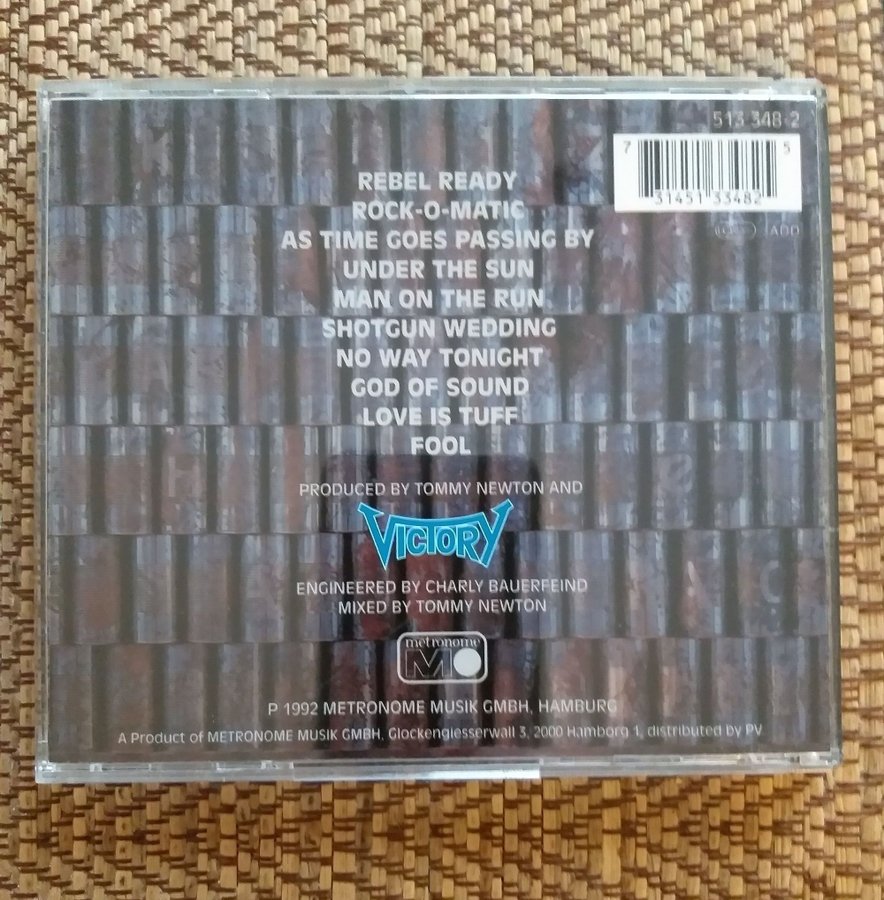 513 348-2
7
5
31451 33482
ADD
REBEL READY
ROCK-O-MATIC
AS TIME GOES PASSING BY
UNDER THE SUN
MAN ON THE RUN
SHOTGUN WEDDING
NO WAY TONIGHT
GOD OF SOUND
LOVE IS TUFF
FOOL
PRODUCED BY TOMMY NEWTON AND
VICTORY
ENGINEERED BY CHARLY BAUERFEIND
MIXED BY TOMMY NEWTON
metronome
M
P 1992 METRONOME MUSIK GMBH, HAMBURG
A Product of METRONOME MUSIK GMBH, Glockengiesserwall 3, 2000 Hamborg 1, distributed by PV